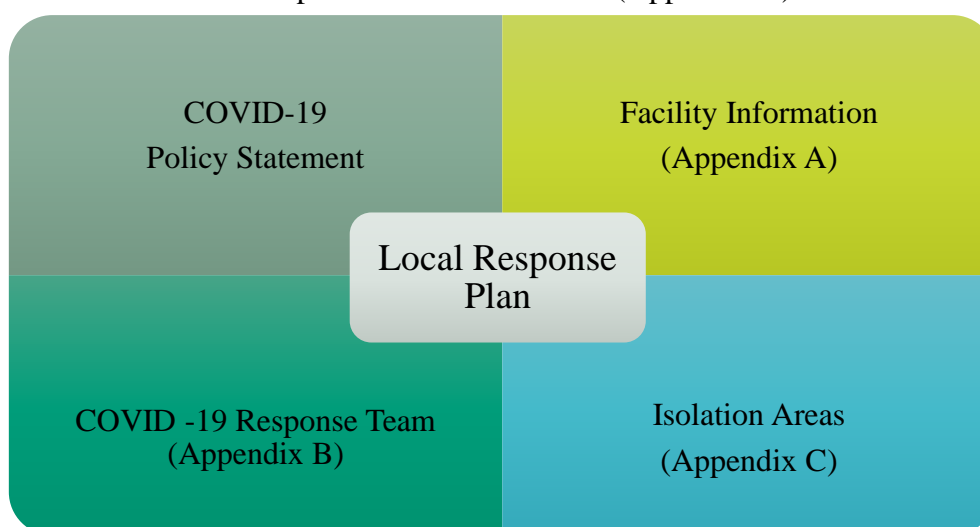 COVID-19
Policy Statement
Facility Information
(Appendix A)
Local Response
Plan
COVID -19 Response Team
(Appendix B)
Isolation Areas
(Appendix C)